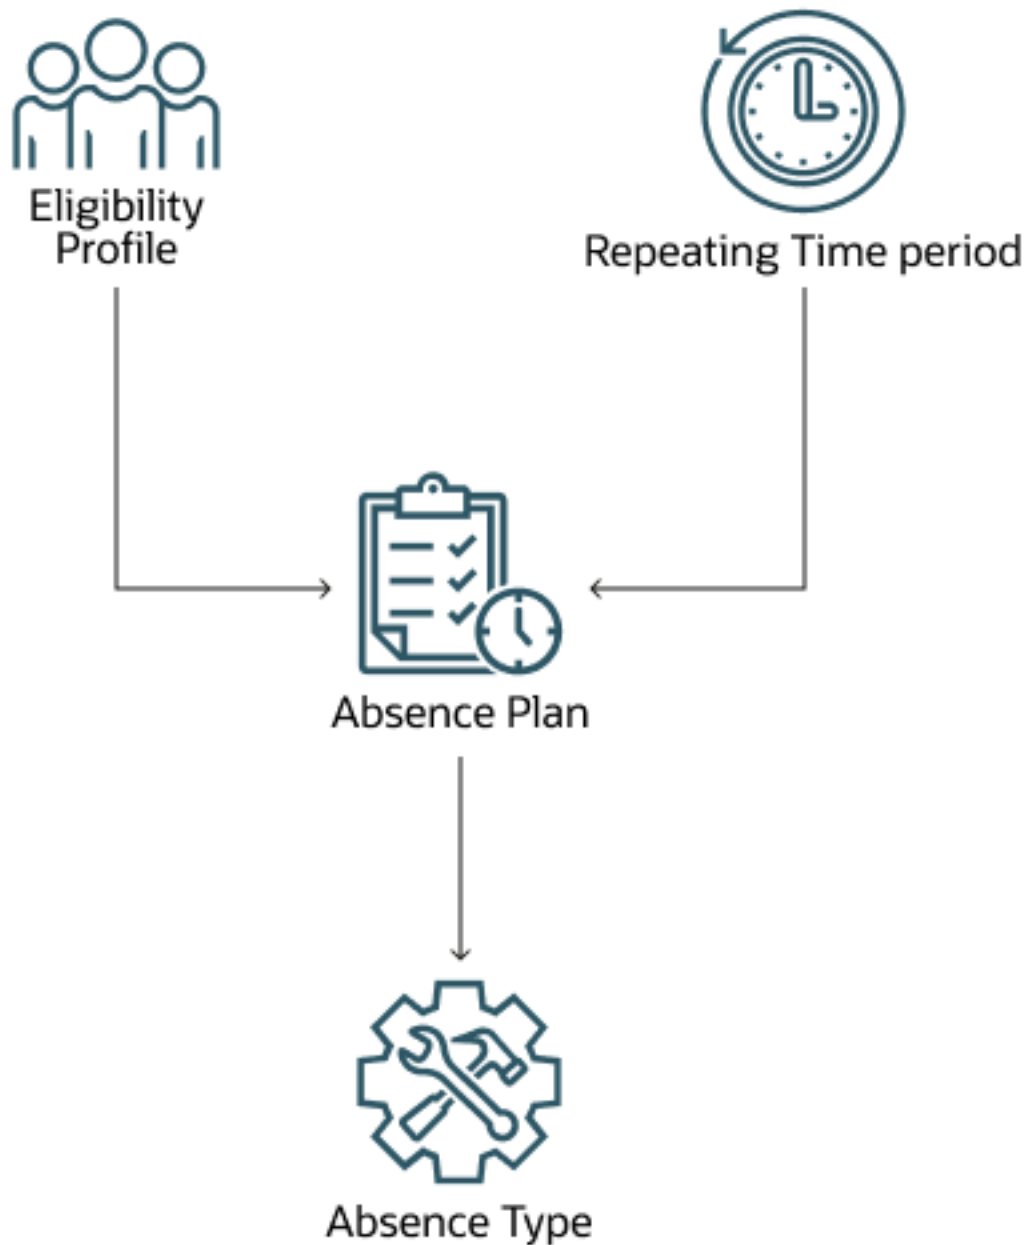 Eligibility
Profile
Repeating Time period
Absence Plan
Absence Type